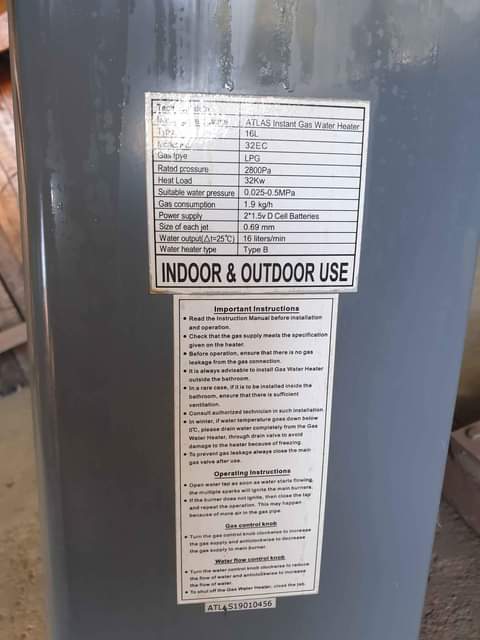 ATLAS Instant Gas Water Heater
Type 16L
32EC
Gas tpye LPG
Rated pressure 2800Pa
Heat Load 32Kw
Suitable water pressure 0.025-0.5MPa
Gas consumption 1.9 kg/h
Power supply 2*1.5v D Cell Batteries
Size of each jet 0.69 mm
Water output(△t=25℃) 16 liters/min
Water heater type Type B
INDOOR & OUTDOOR USE
Important Instructions
• Read the Instruction Manual before installation
and operation.
• Check that the gas supply meets the specification
given on the heater.
• Before operation, ensure that there is no gas
leakage from the gas connection.
• It is always advisable to install Gas Water Heater
outside the bathroom.
• In a rare case, if it is to be installed inside the
bathroom, ensure that there is sufficient
ventilation.
• Consult authorized technician in such installation.
• In winter, if water temperature goes down below
0℃, please drain water completely from the Gas
Water Heater, through drain valve to avoid
damage to the heater because of freezing.
• To prevent gas leakage always close the main
gas valve after use.
Operating Instructions
• Open water tap as soon as water starts flowing,
the multiple sparks will ignite the main burners.
• If the burner does not ignite, then close the tap
and repeat the operation. This may happen
because of more air in the gas pipe.
Gas control knob
• Turn the gas control knob clockwise to increase
the gas supply and anticlockwise to decrease
the gas supply to main burner.
Water flow control knob
• Turn the water control knob clockwise to reduce
the flow of water and anticlockwise to increase
the flow of water.
• To shut off the Gas Water Heater, close the
ATLAS19010456